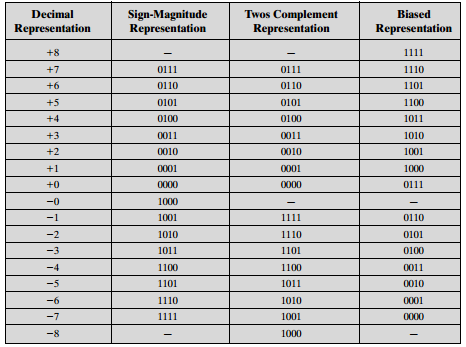 Decimal Representation Sign-Magnitude Representation Twos Complement Representation Biased Representation
+8 — — 1111
+7 0111 0111 1110
+6 0110 0110 1101
+5 0101 0101 1100
+4 0100 0100 1011
+3 0011 0011 1010
+2 0010 0010 1001
+1 0001 0001 1000
+0 0000 0000 0111
−0 1000 — —
−1 1001 1111 0110
−2 1010 1110 0101
−3 1011 1101 0100
−4 1100 1100 0011
−5 1101 1011 0010
−6 1110 1010 0001
−7 1111 1001 0000
−8 — 1000 —